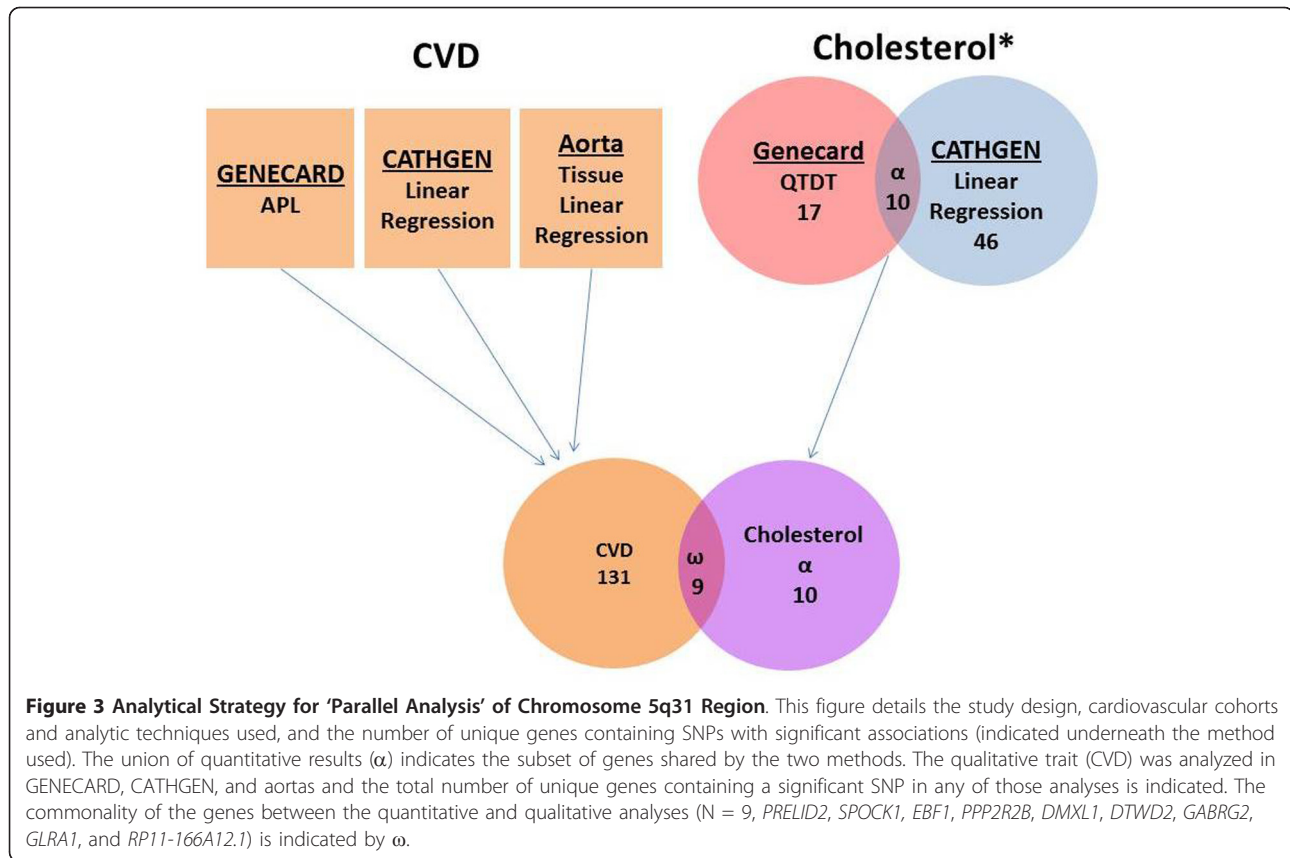 CVD
Cholesterol*
GENECARD
APL
CATHGEN
Linear
Regression
Aorta
Tissue
Linear
Regression
Genecard
QTDT
17
α
10
CATHGEN
Linear
Regression
46
CVD
131
ω
9
Cholesterol
α
10
Figure 3 Analytical Strategy for ‘Parallel Analysis’ of Chromosome 5q31 Region. This figure details the study design, cardiovascular cohorts
and analytic techniques used, and the number of unique genes containing SNPs with significant associations (indicated underneath the method
used). The union of quantitative results (α) indicates the subset of genes shared by the two methods. The qualitative trait (CVD) was analyzed in
GENECARD, CATHGEN, and aortas and the total number of unique genes containing a significant SNP in any of those analyses is indicated. The
commonality of the genes between the quantitative and qualitative analyses (N = 9, PRELID2, SPOCK1, EBF1, PPP2R2B, DMXL1, DTWD2, GABRG2,
GLRA1, and RP11-166A12.1) is indicated by ω.